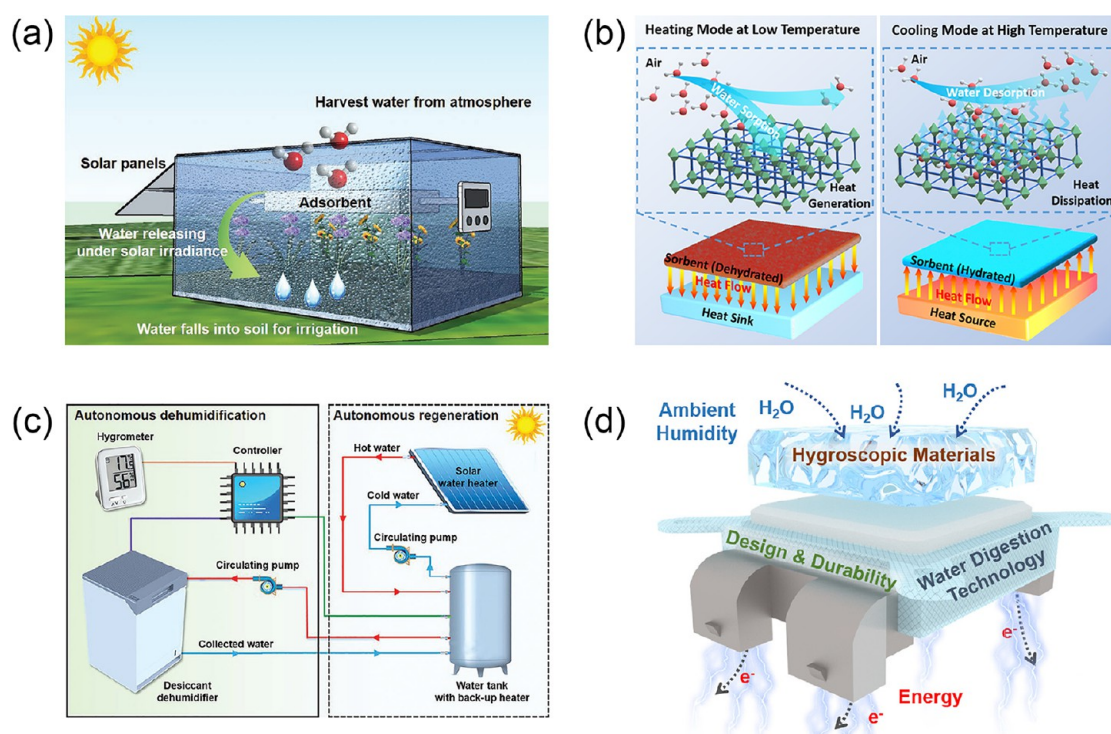 (a)
Harvest water from atmosphere
Solar panels
Adsorbent
Water releasing
under solar irradiance
Water falls into soil for irrigation
(b)
Heating Mode at Low Temperature
Air
Water Sorption
Heat
Generation
Sorbent (Dehydrated)
Heat Flow
Heat Sink
Cooling Mode at High Temperature
Air
Water Desorption
Heat
Dissipation
Sorbent (Hydrated)
Heat Flow
Heat Source
(c)
Autonomous dehumidification
Hygrometer
Controller
Circulating pump
Collected water
Desiccant
dehumidifier
Autonomous regeneration
Hot water
Solar
water heater
Cold water
Circulating pump
Water tank
with back-up heater
(d)
Ambient
Humidity
H2O
H2O
H2O
Hygroscopic Materials
Design & Durability
Water Digestion
Technology
e-
e-
e-
Energy